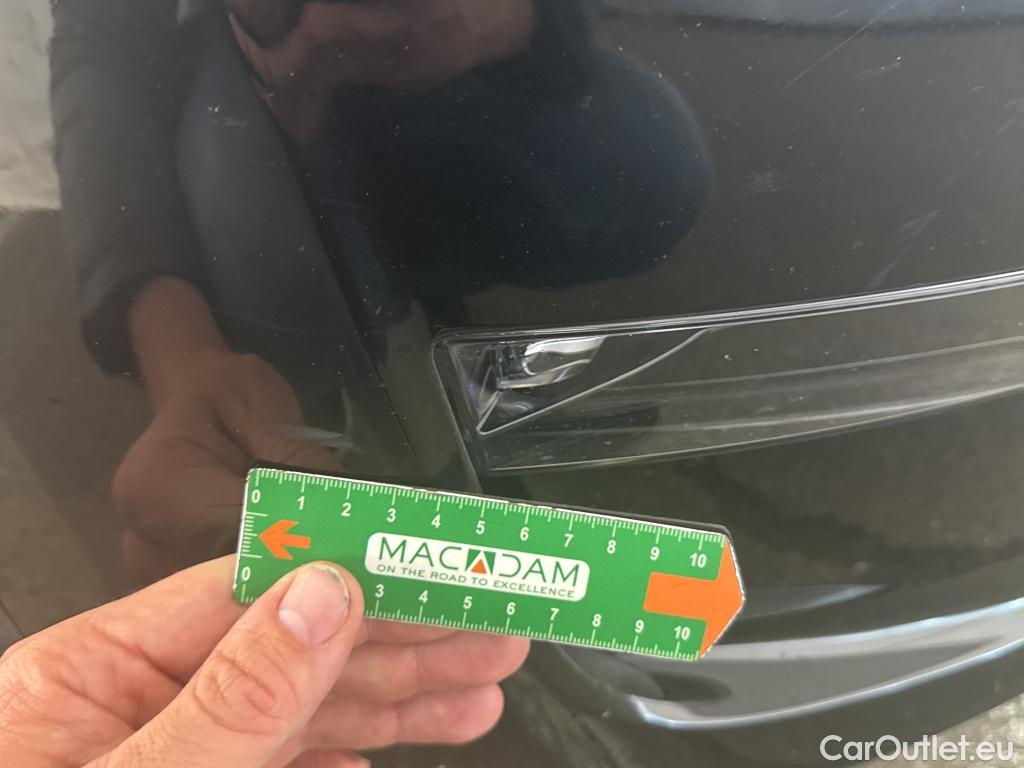 0 1 2 3 4 5 6 7 8 9 10
MACADAM
ON THE ROAD TO EXCELLENCE
0 3 4 5 6 7 8 9 10
CarOutlet.eu